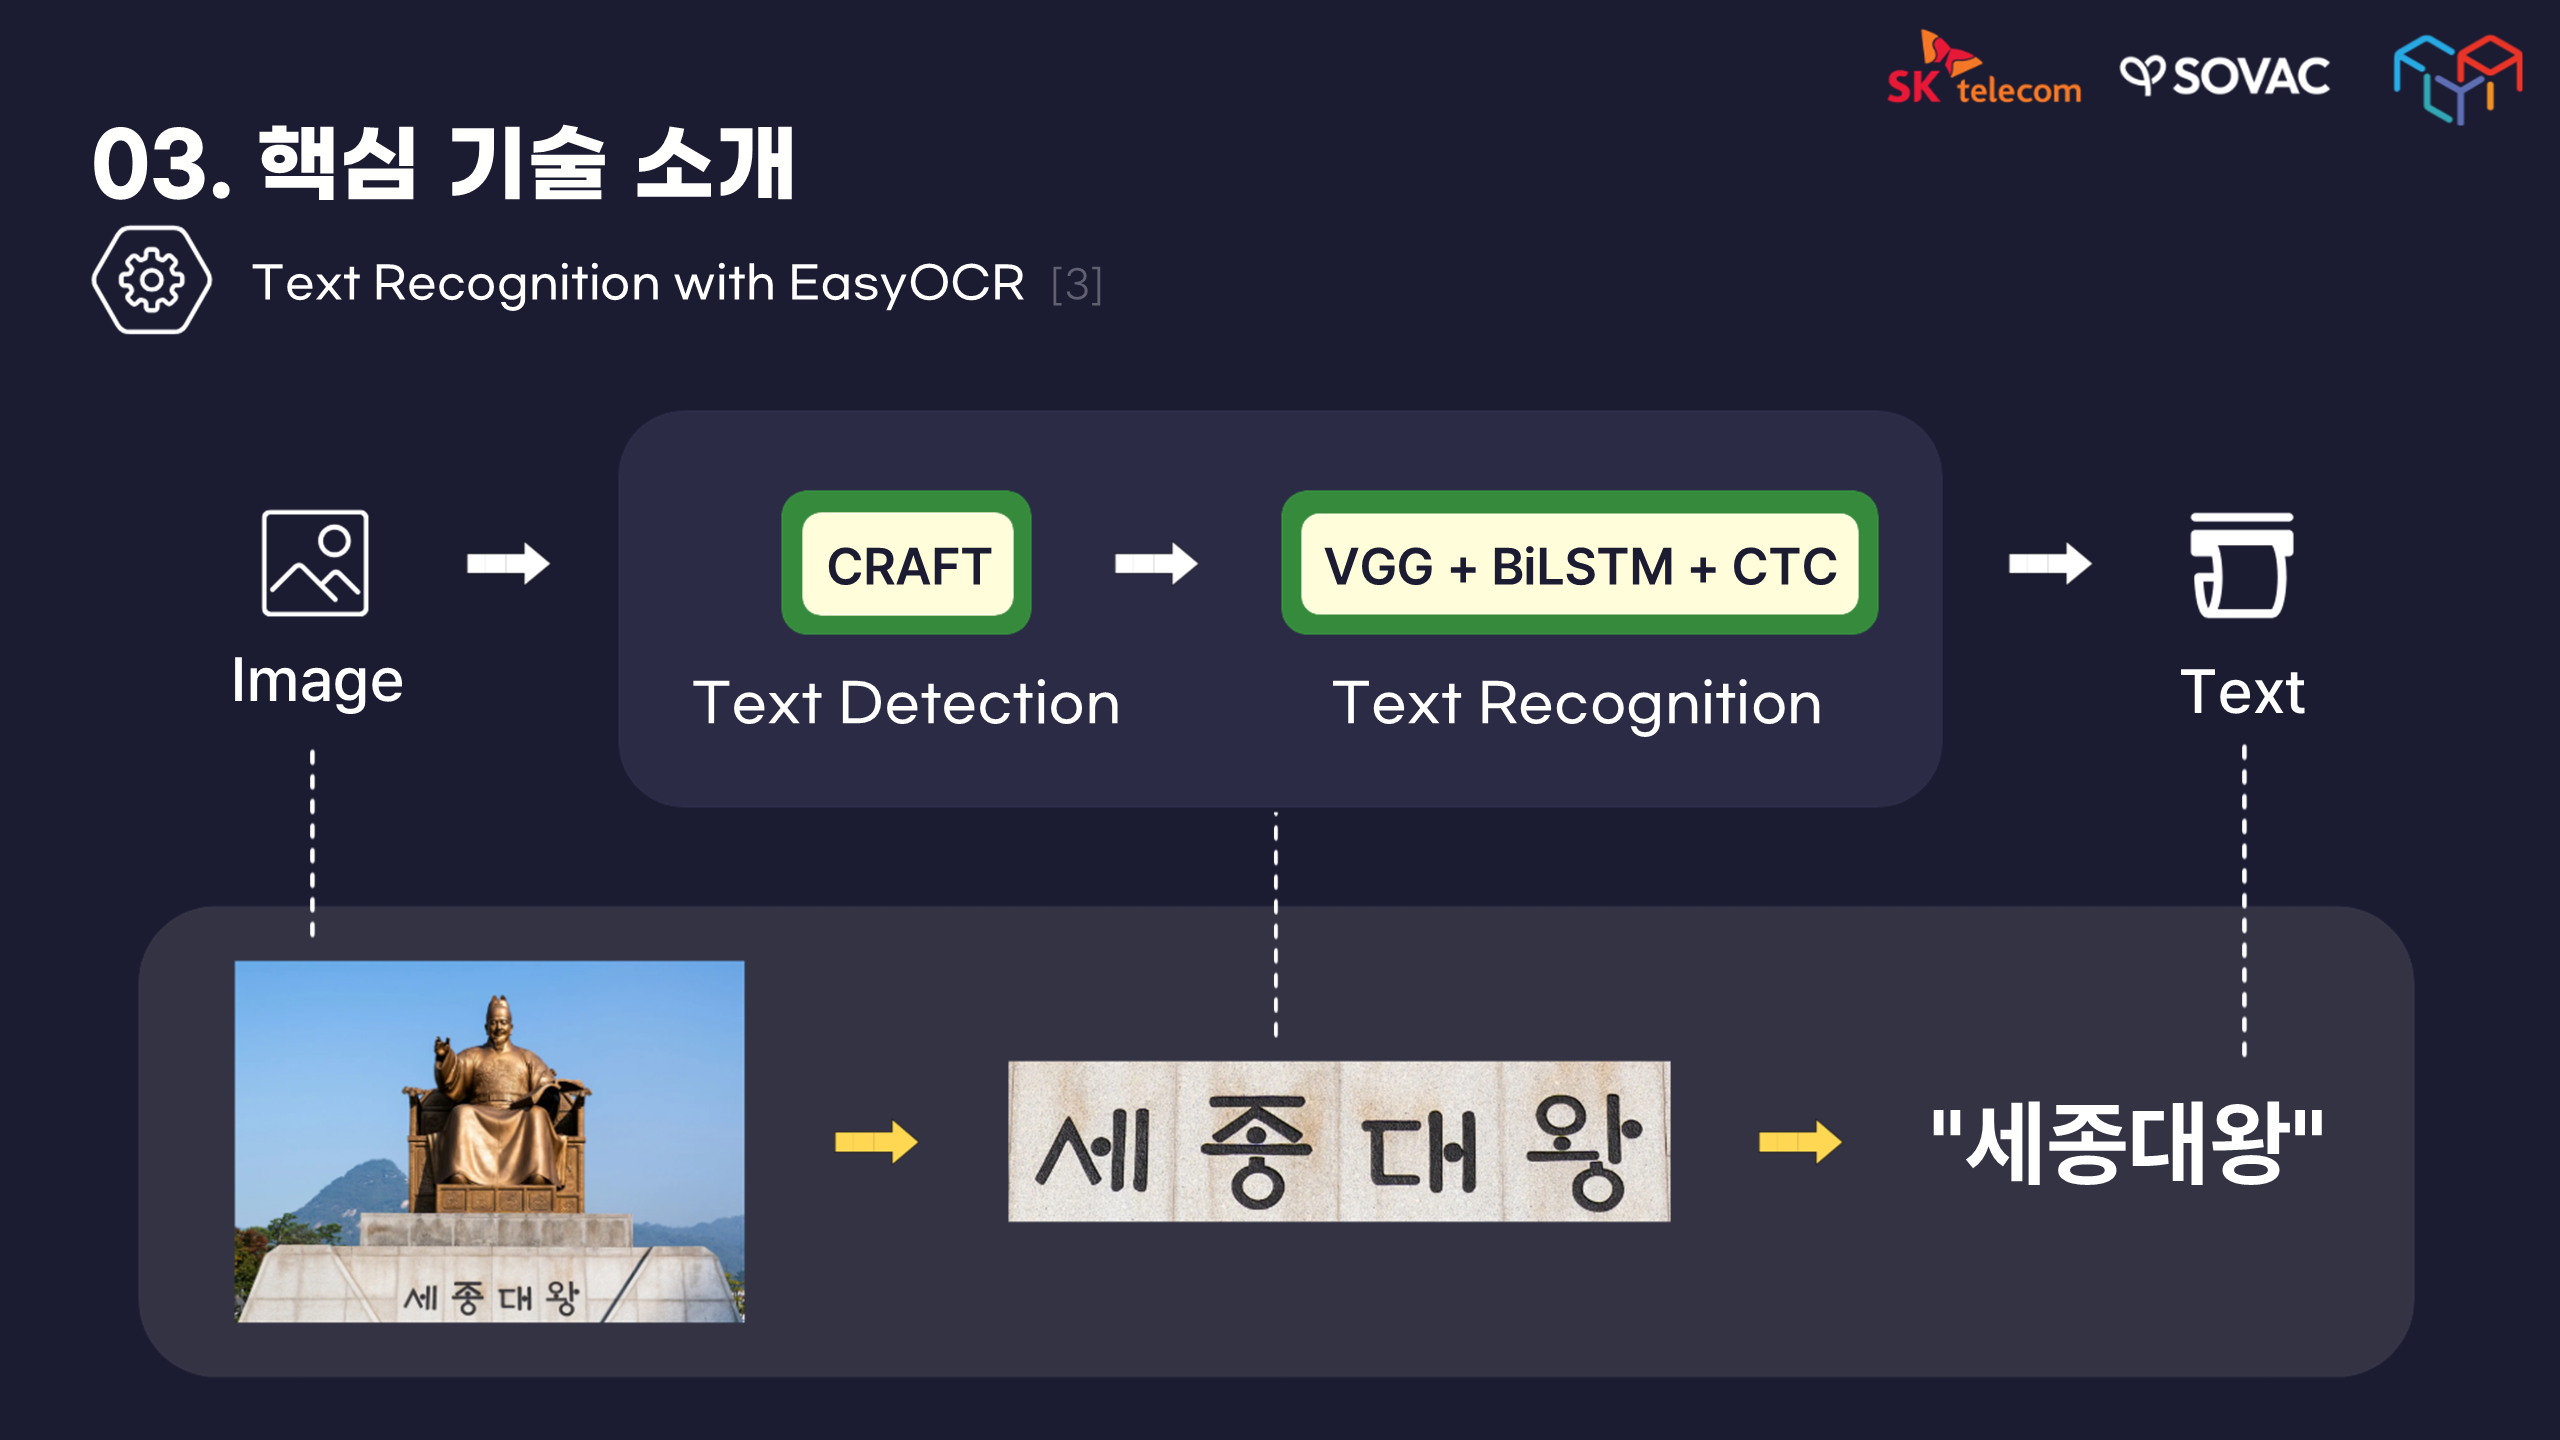 SK telecom
SOVAC
03. 핵심 기술 소개
Text Recognition with EasyOCR [3]
CRAFT
VGG + BiLSTM + CTC
Image
Text Detection
Text Recognition
Text
세종대왕
세종대왕
"세종대왕"